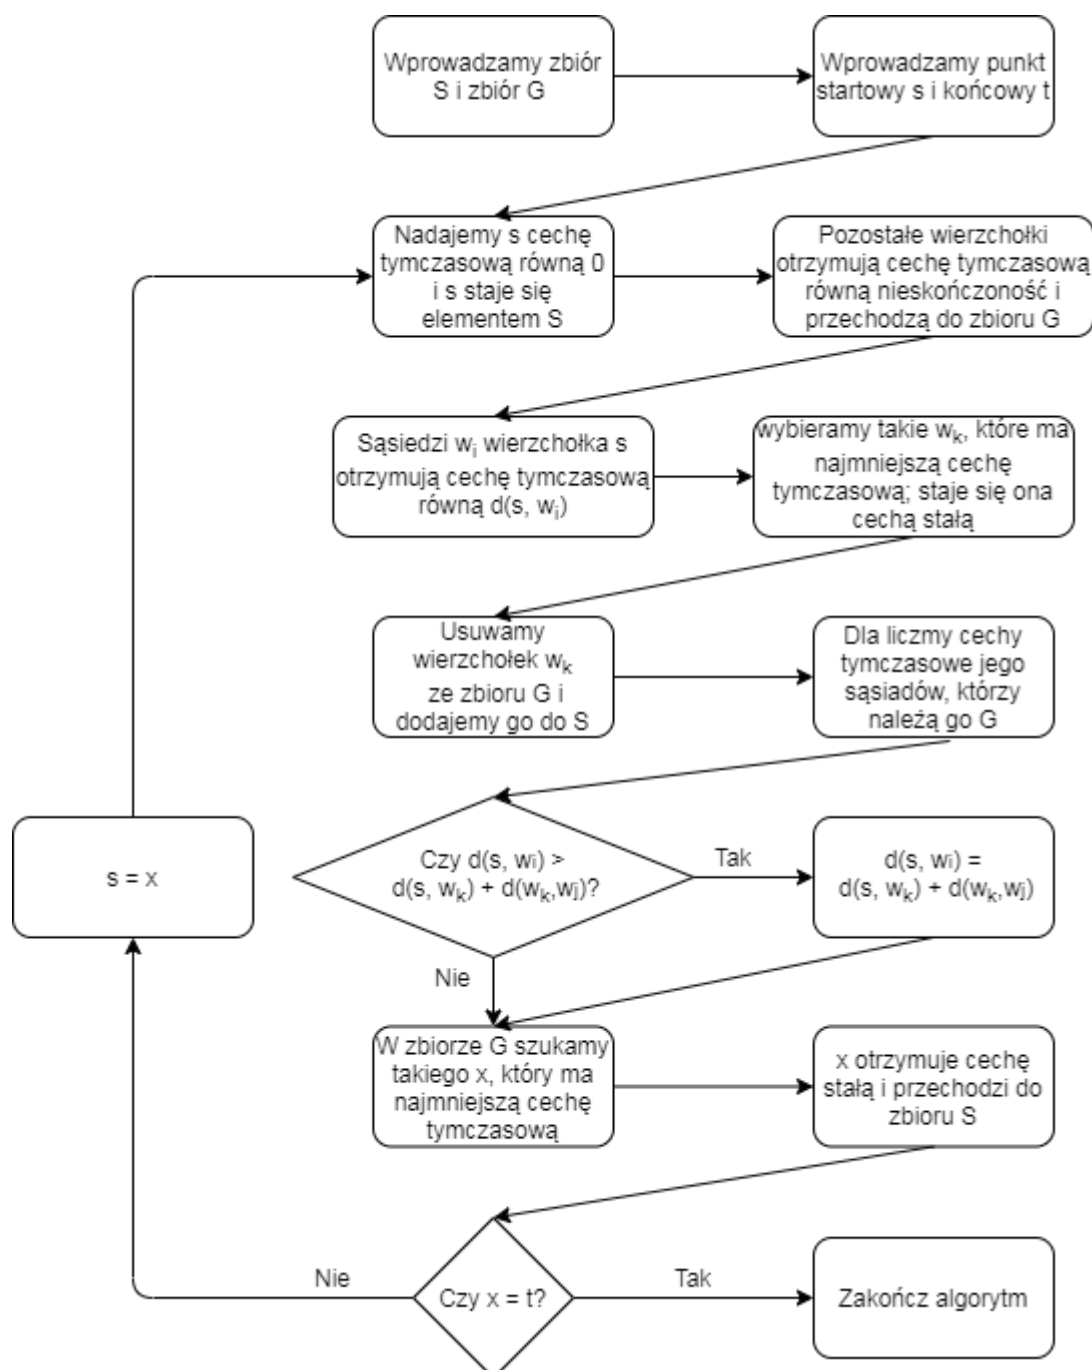 Wprowadzamy zbiór
S i zbiór G
Wprowadzamy punkt
startowy s i końcowy t
Nadajemy s cechę
tymczasową równą 0
i s staje się
elementem S
Pozostałe wierzchołki
otrzymują cechę tymczasową
równą nieskończoność i
przechodzą do zbioru G
Sąsiedzi wᵢ wierzchołka s
otrzymują cechę tymczasową
równą d(s, wᵢ)
wybieramy takie wₖ, które ma
najmniejszą cechę
tymczasową; staje się ona
cechą stałą
Usuwamy
wierzchołek wₖ
ze zbioru G i
dodajemy go do S
Dla liczmy cechy
tymczasowe jego
sąsiadów, którzy
należą go G
s = x
Czy d(s, wi) >
d(s, wₖ) + d(wₖ,wj)?
Tak
d(s, wi) =
d(s, wₖ) + d(wₖ,wj)
Nie
W zbiorze G szukamy
takiego x, który ma
najmniejszą cechę
tymczasową
x otrzymuje cechę
stałą i przechodzi do
zbioru S
Nie
Czy x = t?
Tak
Zakończ algorytm